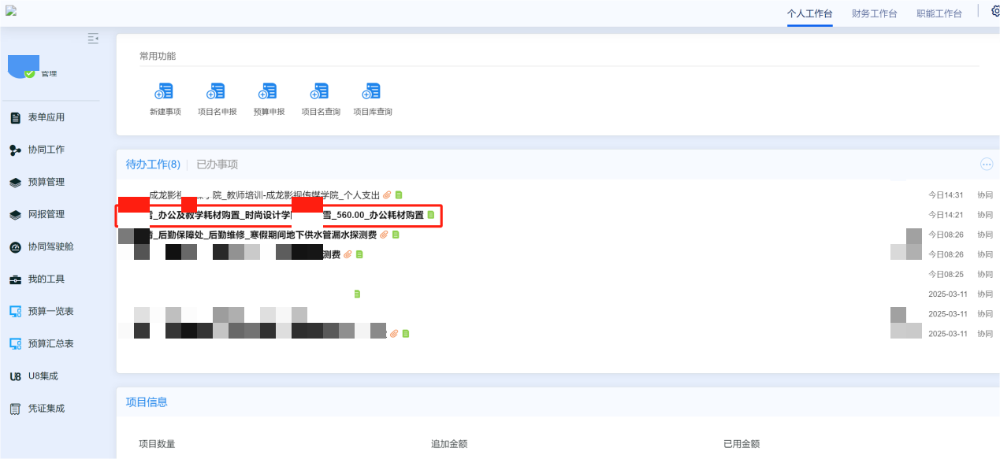 个人工作台 财务工作台 职能工作台
管理
常用功能
新建事项 项目名申报 预算申报 项目名查询 项目库查询
表单应用
协同工作
预算管理
网报管理
协同驾驶舱
我的工具
预算一览表
预算汇总表
U8 U8集成
凭证集成
待办工作(8) 已办事项
成龙影视 院_教师培训-成龙影视传媒学院_个人支出 今日14:31 协同
雪_办公及教学耗材购置_时尚设计学 雪_560.00_办公耗材购置 今日14:21 协同
_后勤保障处_后勤维修_寒假期间地下供水管漏水探测费 今日08:26 协同
测费 今日08:26 协同
今日08:25 协同
2025-03-11 协同
2025-03-11 协同
2025-03-11 协同
项目信息
项目数量 追加金额 已用金额